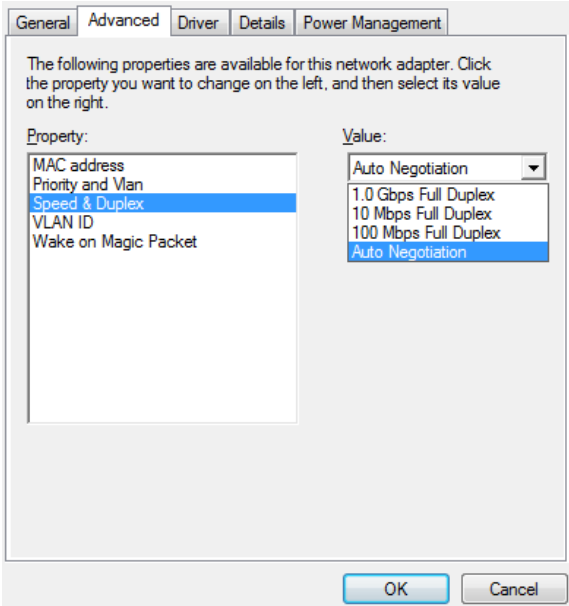 General Advanced Driver Details Power Management
The following properties are available for this network adapter. Click
the property you want to change on the left, and then select its value
on the right.
Property: Value:
MAC address
Priority and Vlan
Speed & Duplex
VLAN ID
Wake on Magic Packet
Auto Negotiation
1.0 Gbps Full Duplex
10 Mbps Full Duplex
100 Mbps Full Duplex
Auto Negotiation
OK Cancel